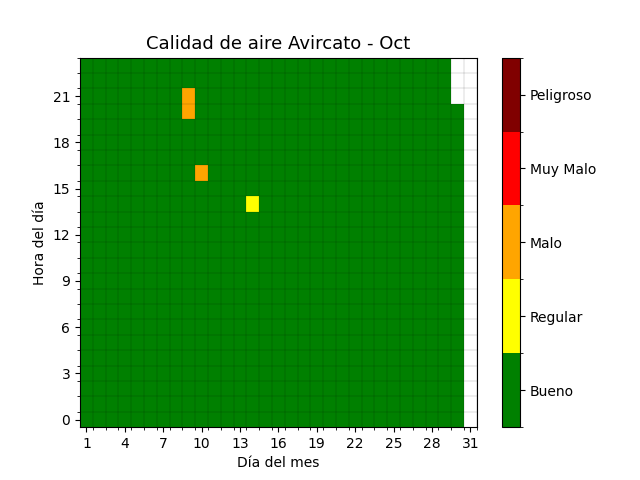 Calidad de aire Avircato - Oct
Hora del día
21
18
15
12
9
6
3
0
1 4 7 10 13 16 19 22 25 28 31
Día del mes
Peligroso
Muy Malo
Malo
Regular
Bueno